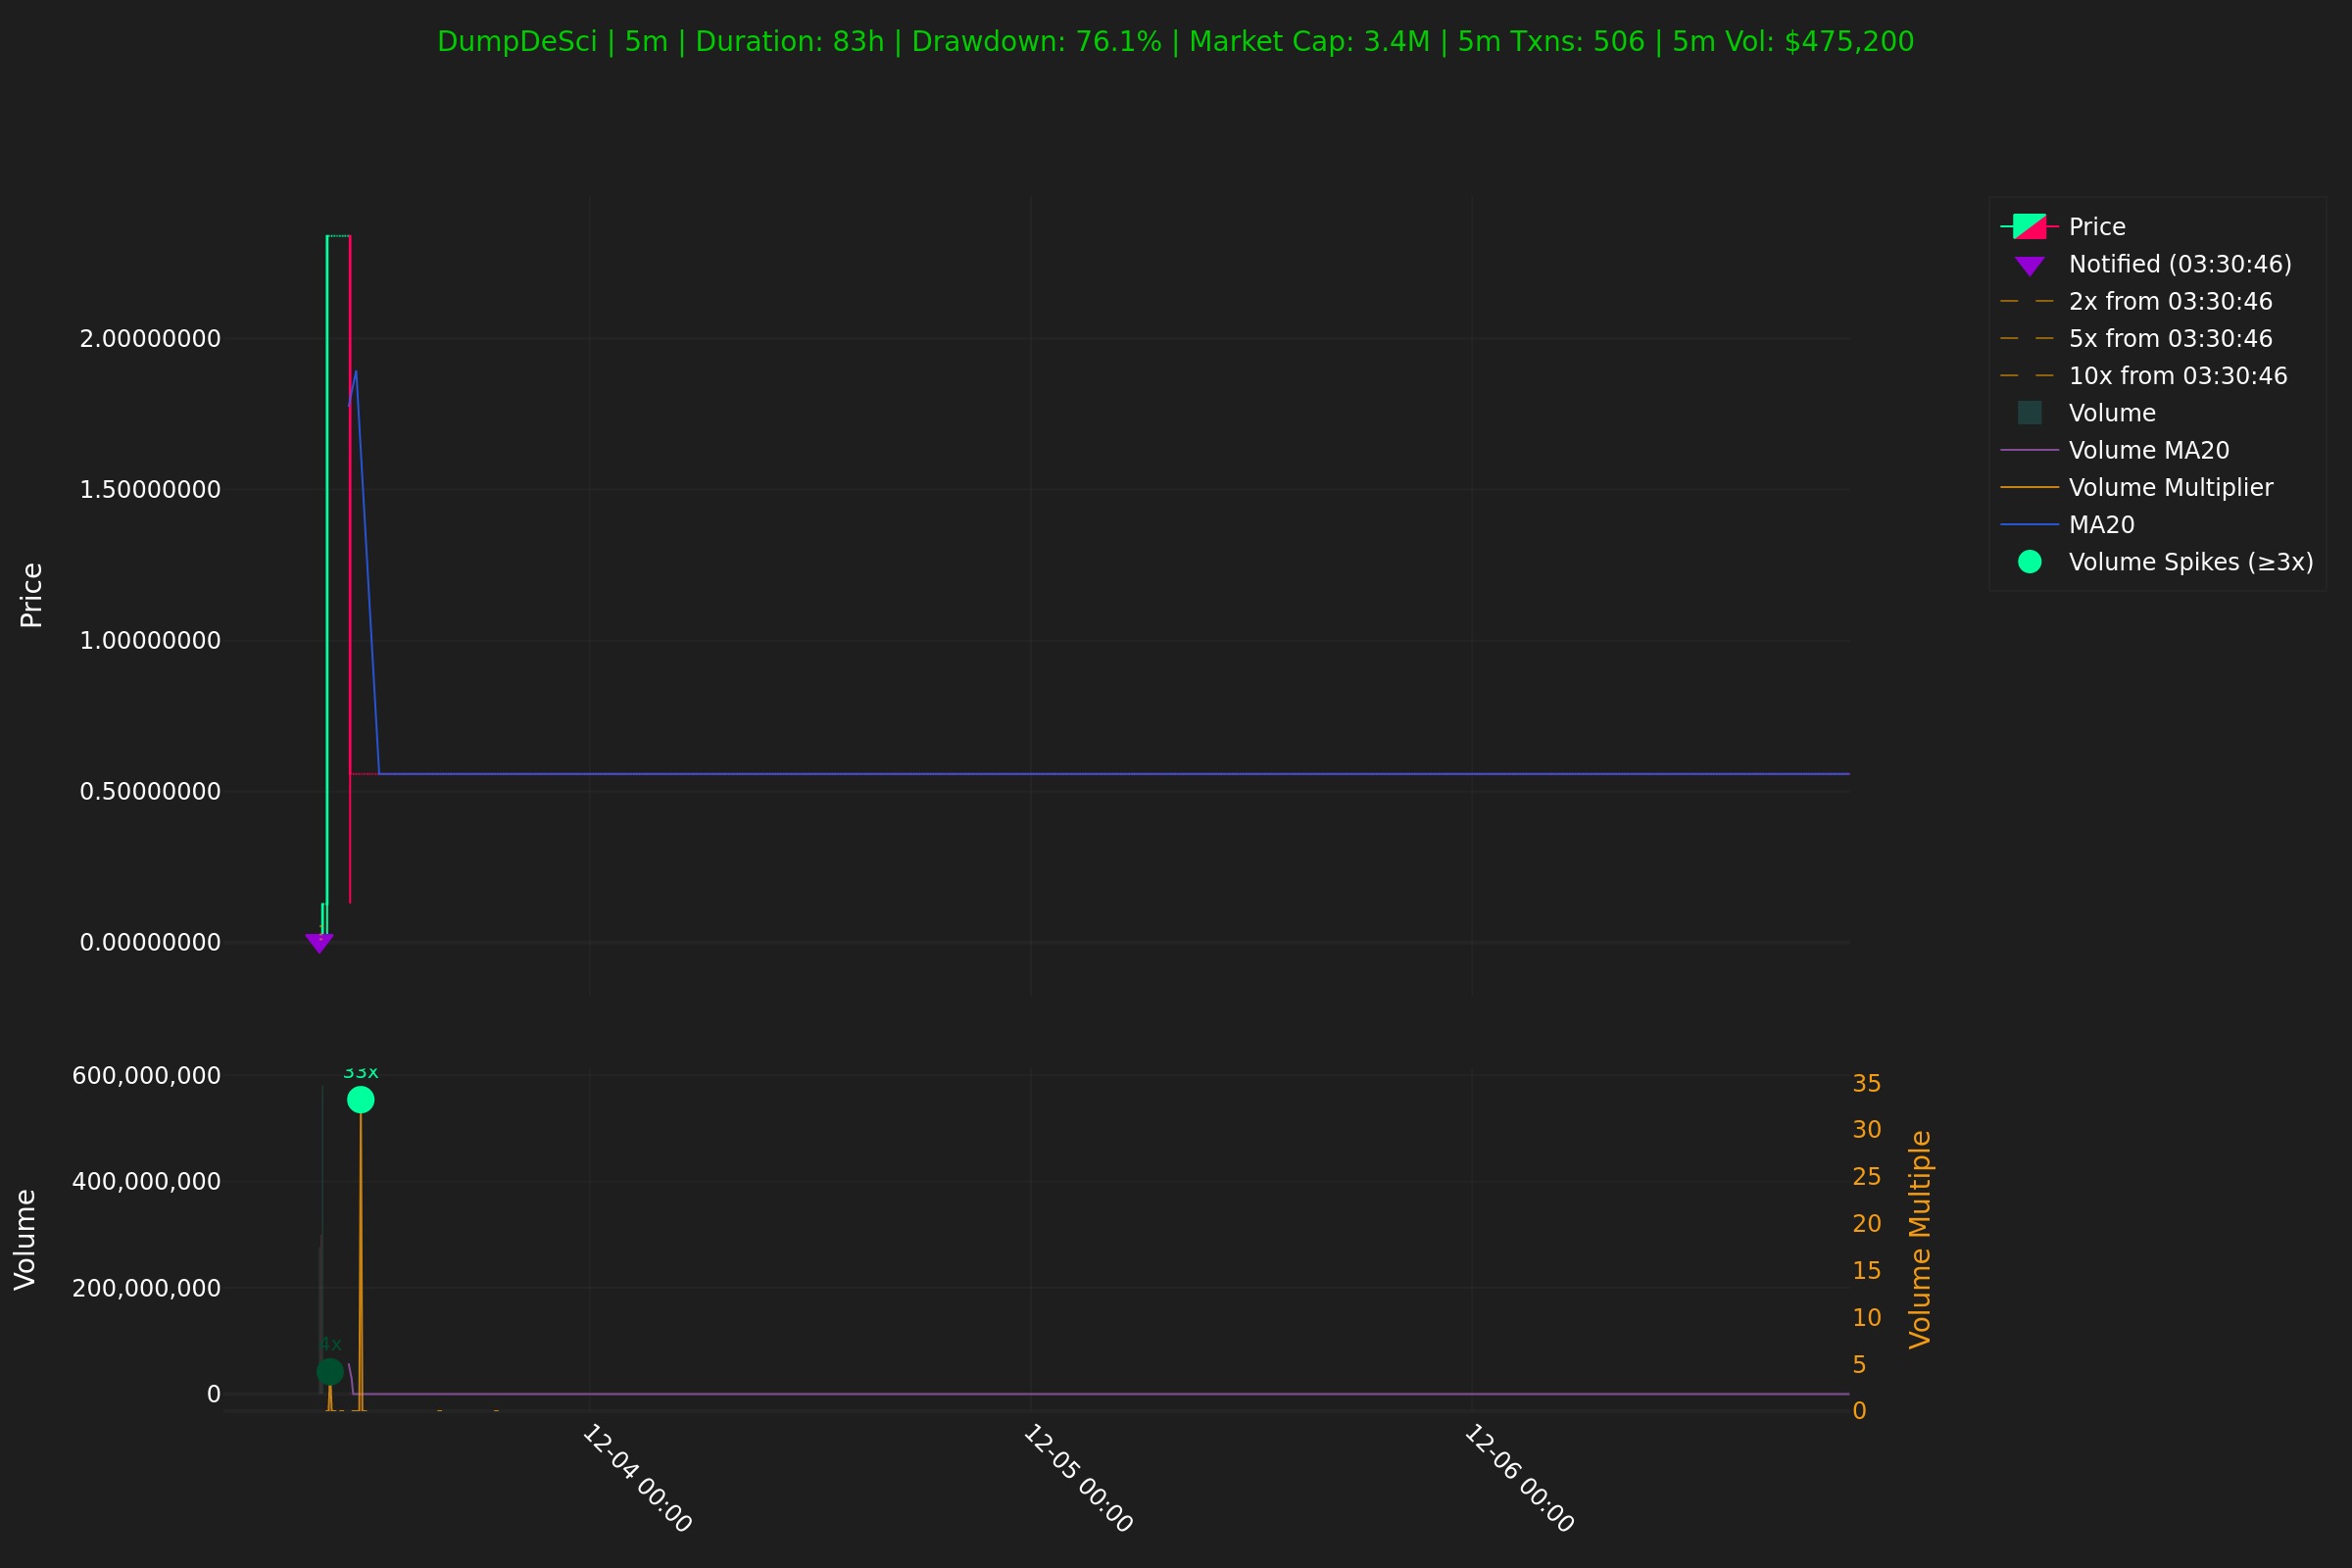 DumpDeSci | 5m | Duration: 83h | Drawdown: 76.1% | Market Cap: 3.4M | 5m Txns: 506 | 5m Vol: $475,200
Price
2.00000000
1.50000000
1.00000000
0.50000000
0.00000000
Price
Notified (03:30:46)
2x from 03:30:46
5x from 03:30:46
10x from 03:30:46
Volume
Volume MA20
Volume Multiplier
MA20
Volume Spikes (≥3x)
Volume
600,000,000
400,000,000
200,000,000
0
33x
4x
35
30
25
20
15
10
5
0
Volume Multiple
12-04 00:00
12-05 00:00
12-06 00:00